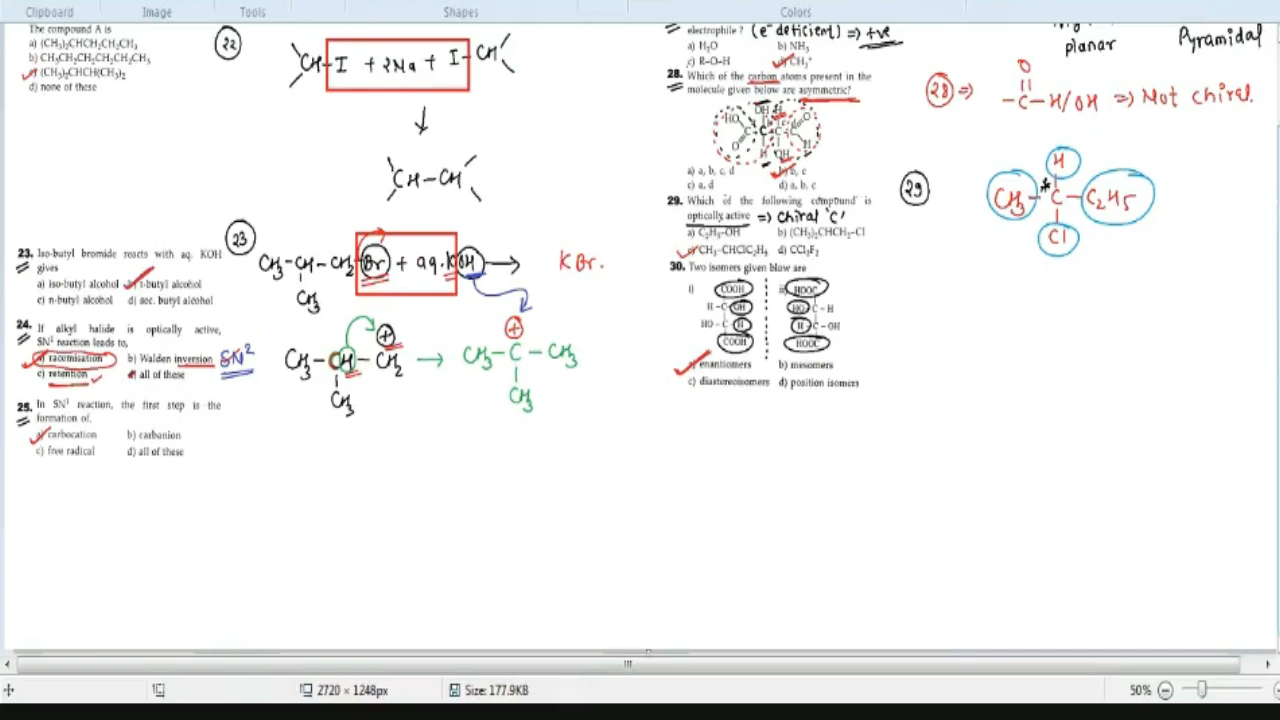 Clipboard
Image
Tools
Shapes
Colors
The compound A is
a) (CH3)2CHCH2CH2CH3
b) CH3CH2CH2CH2CH2CH3
c) (CH3)2CHCH(CH3)2
d) none of these
22
CH-I + 2Na + I-CH
CH-CH
23. Iso-butyl bromide reacts with aq. KOH
gives
a) iso-butyl alcohol b) t-butyl alcohol
c) n-butyl alcohol d) sec. butyl alcohol
23
CH3-CH-CH2 Br + aq. KOH → KBr.
CH3
24. If alkyl halide is optically active,
SN1 reaction leads to,
a) racemisation b) Walden inversion SN2
c) retention d) all of these
CH3-CH-CH2 → CH3-C-CH3
CH3 CH3
25. In SN1 reaction, the first step is the
formation of,
a) carbocation b) carbanion
c) free radical d) all of these
electrophile ? (e- deficient) ⇒ +ve
a) H2O b) NH3
c) R-O-H d) CH3+
planar
Pyramidal
28. Which of the carbon atoms present in the
molecule given below are asymmetric?
OH H
HO C C C C O
O H OH H
a) a, b, c, d b) b, c
c) a, d d) a, b, c
28 ⇒ O
-C-H/OH ⇒ Not chiral.
29. Which of the following compound is
optically active ⇒ chiral 'C'
a) C2H5-OH b) (CH3)2CHCH2-Cl
c) CH3-CHClC2H5 d) CCl2F2
29
H
CH3-*C-C2H5
Cl
30. Two isomers given blow are
i) COOH ii) HOOC
H-C-OH HO-C-H
HO-C-H H-C-OH
COOH HOOC
a) enantiomers b) mesomers
c) diastereoisomers d) position isomers
2720 × 1248px
Size: 177.9KB
50%